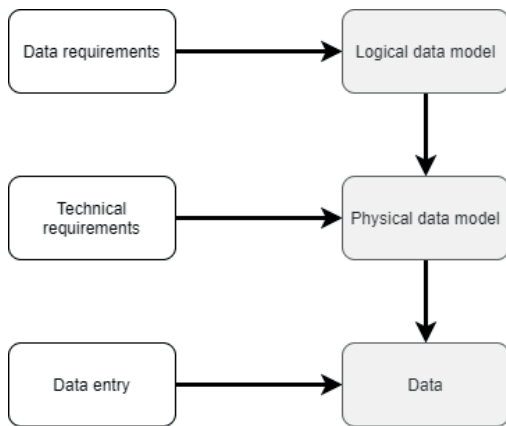 Data requirements
Logical data model
Technical
requirements
Physical data model
Data entry
Data